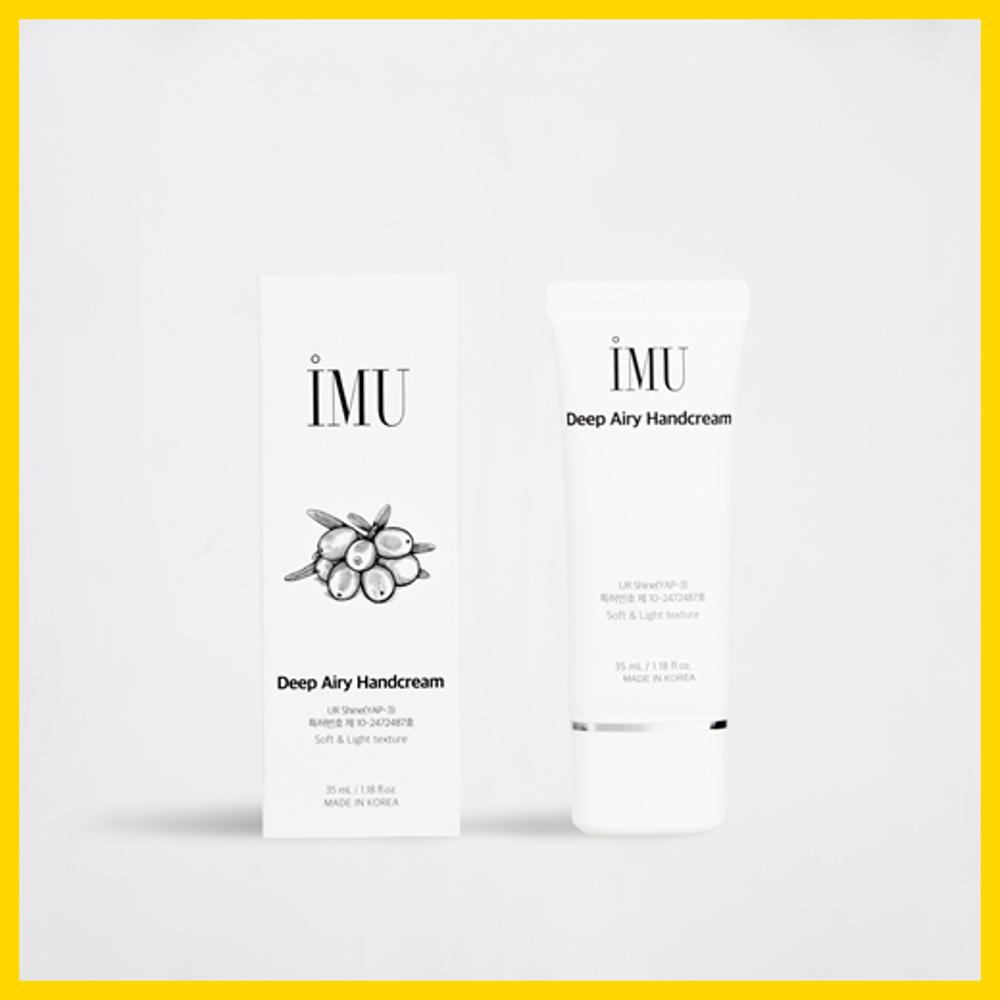 iMU
Deep Airy Handcream
UR Shine(YAP-3)
특허번호 제 10-2472487호
Soft & Light texture
35 mL / 1.18 fl.oz.
MADE IN KOREA
iMU
Deep Airy Handcream
UR Shine(YAP-3)
특허번호 제 10-2472487호
Soft & Light texture
35 mL / 1.18 fl.oz.
MADE IN KOREA